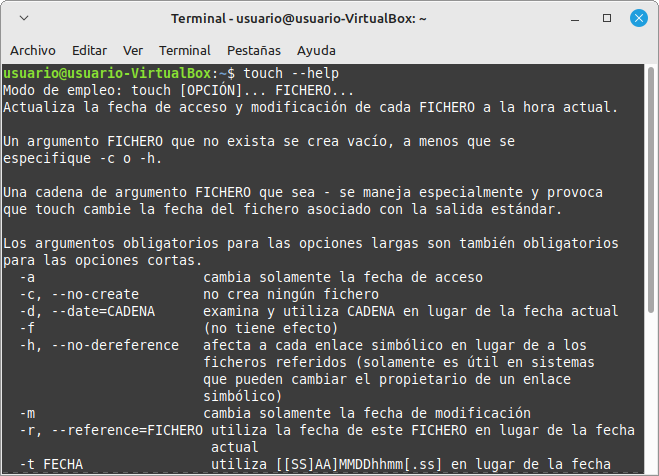 Terminal - usuario@usuario-VirtualBox: ~
Archivo Editar Ver Terminal Pestañas Ayuda
usuario@usuario-VirtualBox:~$ touch --help
Modo de empleo: touch [OPCIÓN]... FICHERO...
Actualiza la fecha de acceso y modificación de cada FICHERO a la hora actual.
Un argumento FICHERO que no exista se crea vacío, a menos que se
especifique -c o -h.
Una cadena de argumento FICHERO que sea - se maneja especialmente y provoca
que touch cambie la fecha del fichero asociado con la salida estándar.
Los argumentos obligatorios para las opciones largas son también obligatorios
para las opciones cortas.
-a cambia solamente la fecha de acceso
-c, --no-create no crea ningún fichero
-d, --date=CADENA examina y utiliza CADENA en lugar de la fecha actual
-f (no tiene efecto)
-h, --no-dereference afecta a cada enlace simbólico en lugar de a los
ficheros referidos (solamente es útil en sistemas
que pueden cambiar el propietario de un enlace
simbólico)
-m cambia solamente la fecha de modificación
-r, --reference=FICHERO utiliza la fecha de este FICHERO en lugar de la fecha
actual
-t FECHA utiliza [[SS]AA]MMDDhhmm[.ss] en lugar de la fecha